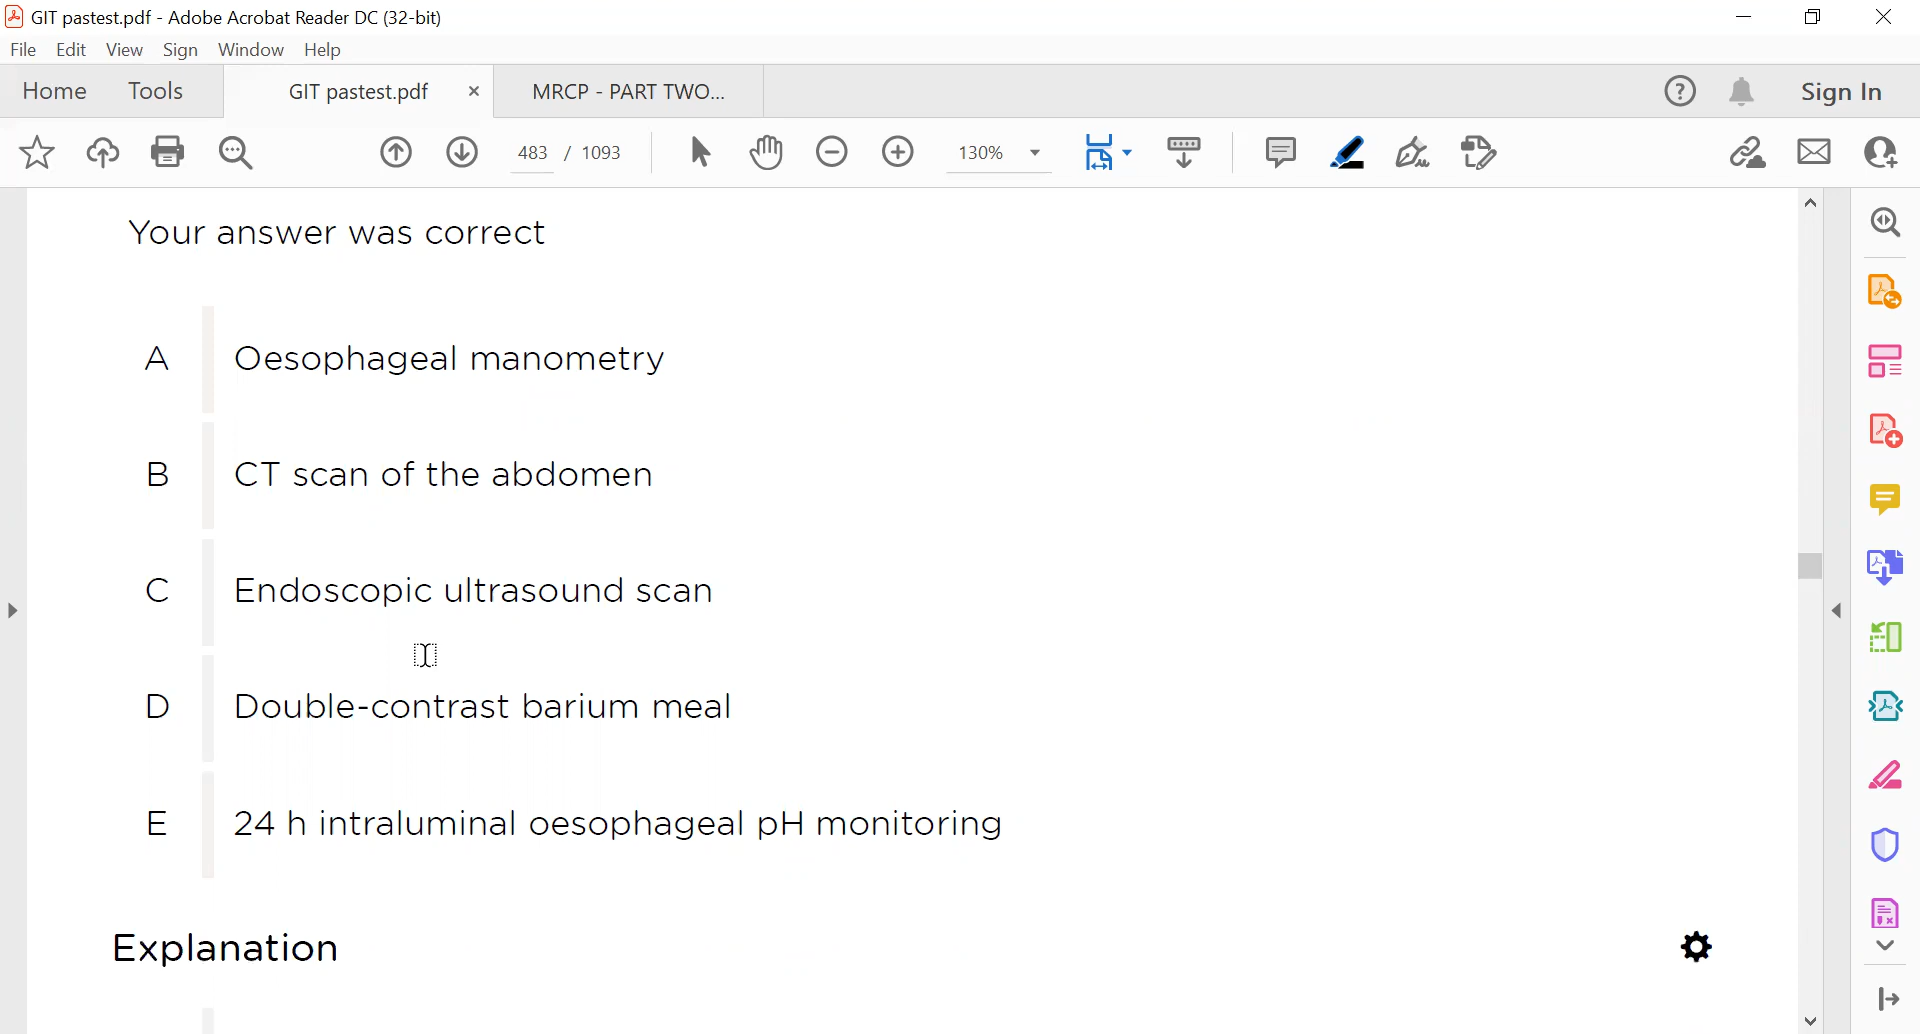 GIT pastest.pdf - Adobe Acrobat Reader DC (32-bit)
File Edit View Sign Window Help
Home Tools GIT pastest.pdf × MRCP - PART TWO... Sign In
483 / 1093 130%
Your answer was correct
A Oesophageal manometry
B CT scan of the abdomen
C Endoscopic ultrasound scan
D Double-contrast barium meal
E 24 h intraluminal oesophageal pH monitoring
Explanation